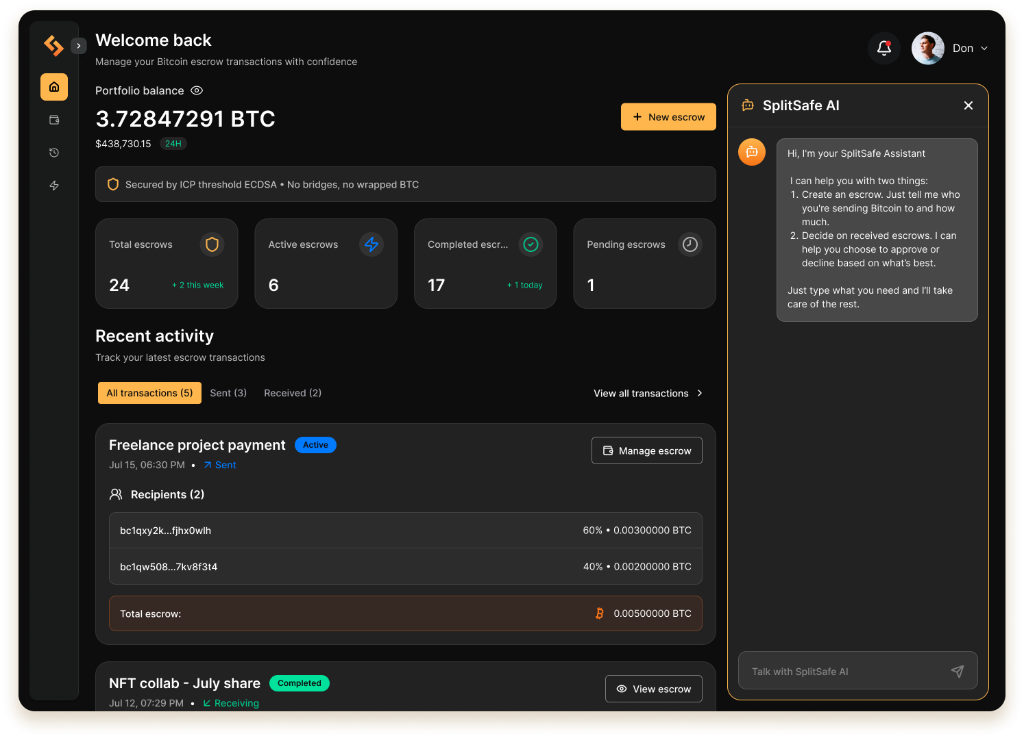 Welcome back
Manage your Bitcoin escrow transactions with confidence
Don
Portfolio balance
3.72847291 BTC
$438,730.15 24H
New escrow
Secured by ICP threshold ECDSA • No bridges, no wrapped BTC
Total escrows
24
+ 2 this week
Active escrows
6
Completed escr...
17
+ 1 today
Pending escrows
1
Recent activity
Track your latest escrow transactions
All transactions (5) Sent (3) Received (2)
View all transactions
Freelance project payment Active
Jul 15, 06:30 PM • Sent
Manage escrow
Recipients (2)
bc1qxy2k...fjhx0wlh 60% • 0.00300000 BTC
bc1qw508...7kv8f3t4 40% • 0.00200000 BTC
Total escrow: 0.00500000 BTC
NFT collab - July share Completed
Jul 12, 07:29 PM • Receiving
View escrow
SplitSafe AI
Hi, I'm your SplitSafe Assistant
I can help you with two things:
1. Create an escrow. Just tell me who
you're sending Bitcoin to and how
much.
2. Decide on received escrows. I can
help you choose to approve or
decline based on what's best.
Just type what you need and I'll take
care of the rest.
Talk with SplitSafe AI